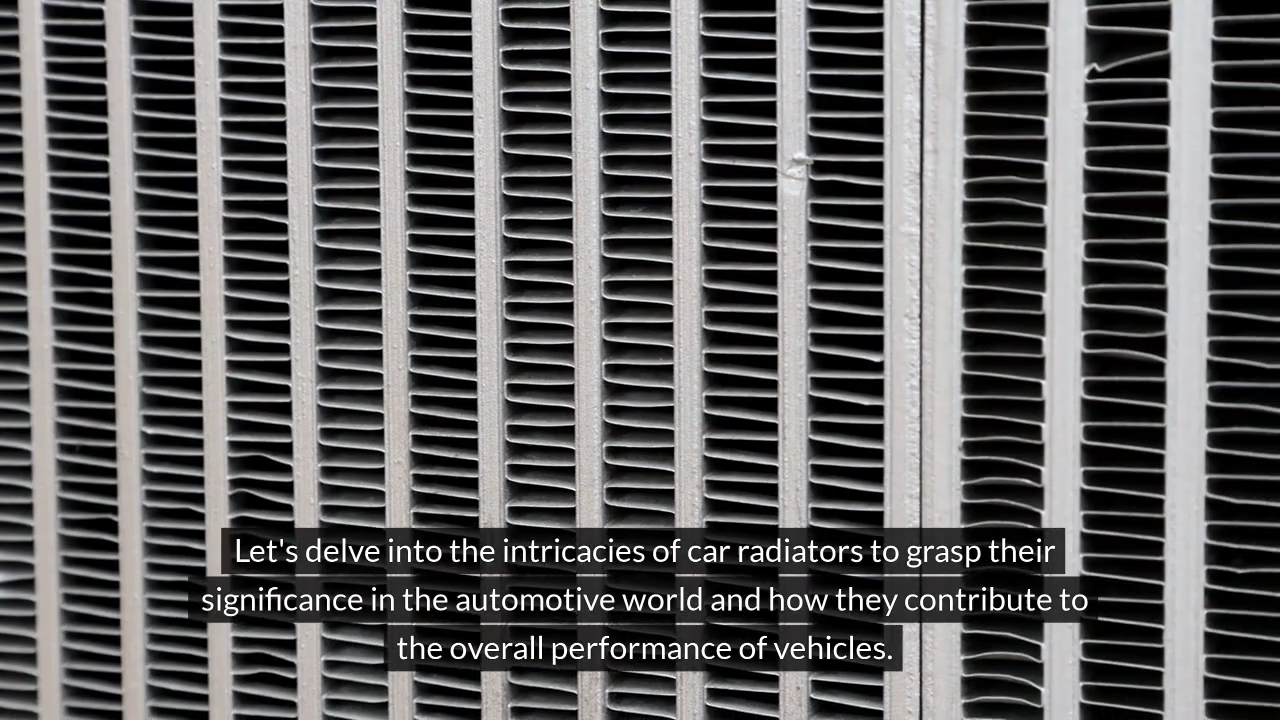 Let's delve into the intricacies of car radiators to grasp their
significance in the automotive world and how they contribute to
the overall performance of vehicles.